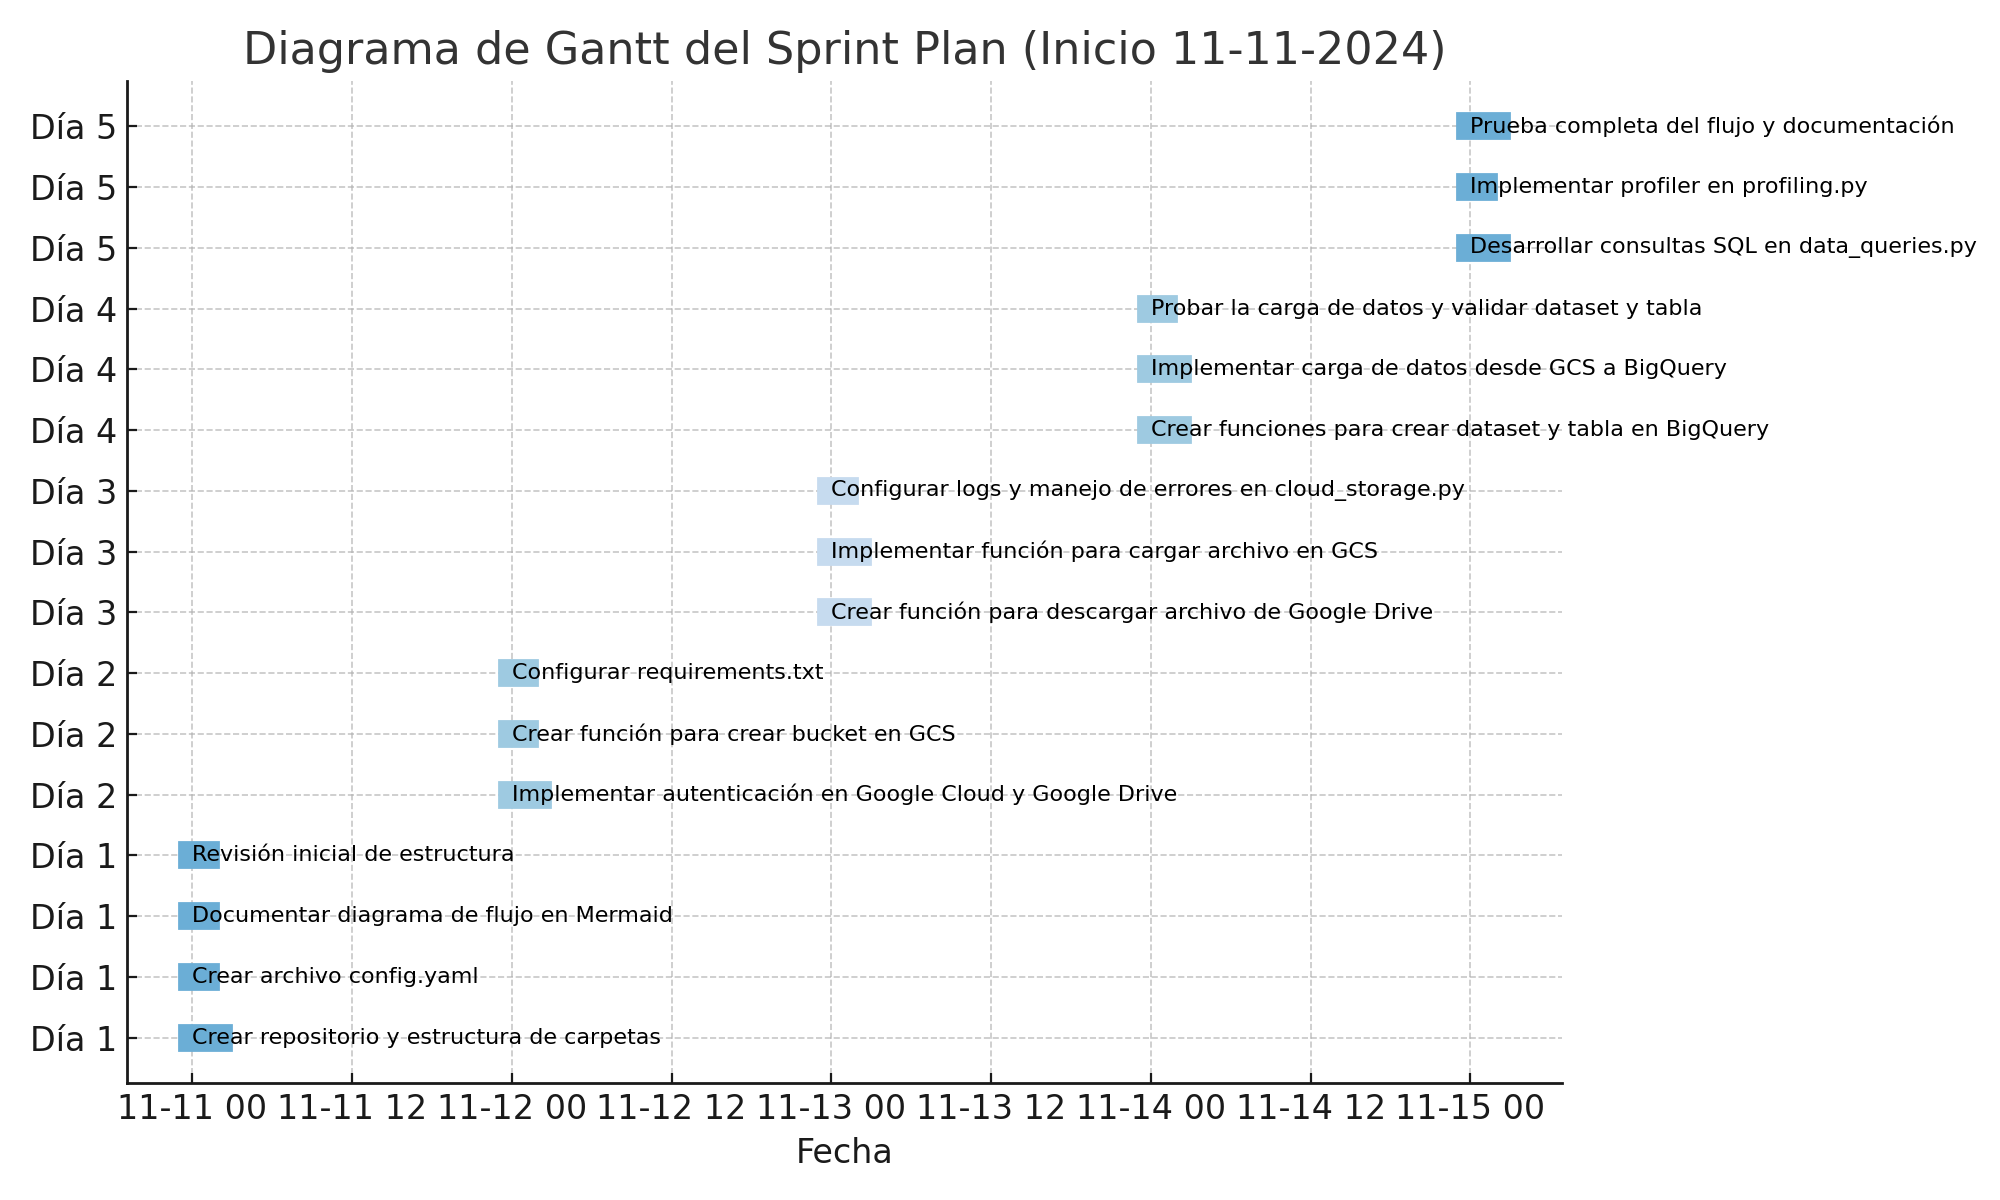 Diagrama de Gantt del Sprint Plan (Inicio 11-11-2024)
Día 5 Prueba completa del flujo y documentación
Día 5 Implementar profiler en profiling.py
Día 5 Desarrollar consultas SQL en data_queries.py
Día 4 Probar la carga de datos y validar dataset y tabla
Día 4 Implementar carga de datos desde GCS a BigQuery
Día 4 Crear funciones para crear dataset y tabla en BigQuery
Día 3 Configurar logs y manejo de errores en cloud_storage.py
Día 3 Implementar función para cargar archivo en GCS
Día 3 Crear función para descargar archivo de Google Drive
Día 2 Configurar requirements.txt
Día 2 Crear función para crear bucket en GCS
Día 2 Implementar autenticación en Google Cloud y Google Drive
Día 1 Revisión inicial de estructura
Día 1 Documentar diagrama de flujo en Mermaid
Día 1 Crear archivo config.yaml
Día 1 Crear repositorio y estructura de carpetas
11-11 00 11-11 12 11-12 00 11-12 12 11-13 00 11-13 12 11-14 00 11-14 12 11-15 00
Fecha